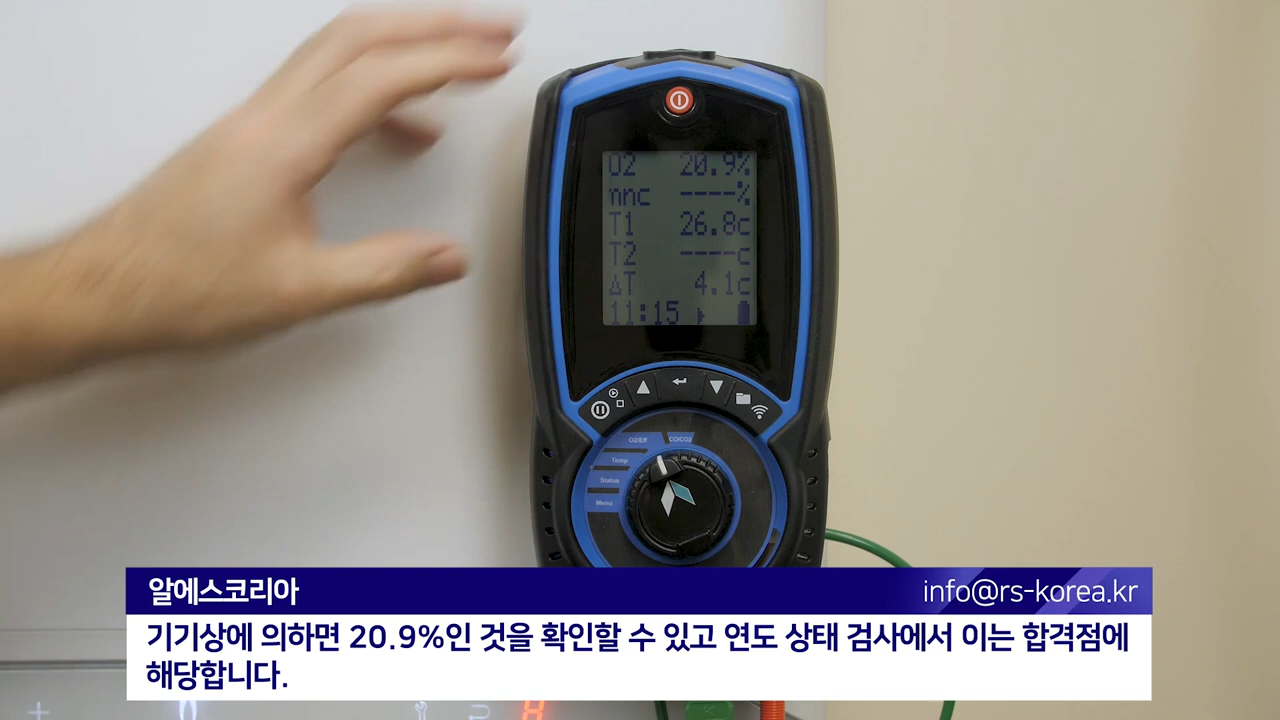 O2 20.9%
nnc ----%
T1 26.8c
T2 ----c
ΔT 4.1c
11:15
O2/Eff CO/CO2
Temp
Status
Menu
알에스코리아 info@rs-korea.kr
기기상에 의하면 20.9%인 것을 확인할 수 있고 연도 상태 검사에서 이는 합격점에
해당합니다.